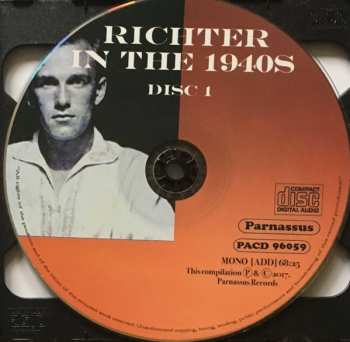 RICHTER
IN THE 1940S
DISC 1
COMPACT
disc
DIGITAL AUDIO
Parnassus
PACD 96059
MONO [ADD] 68:25
This compilation Ⓟ & © 2017.
Parnassus Records